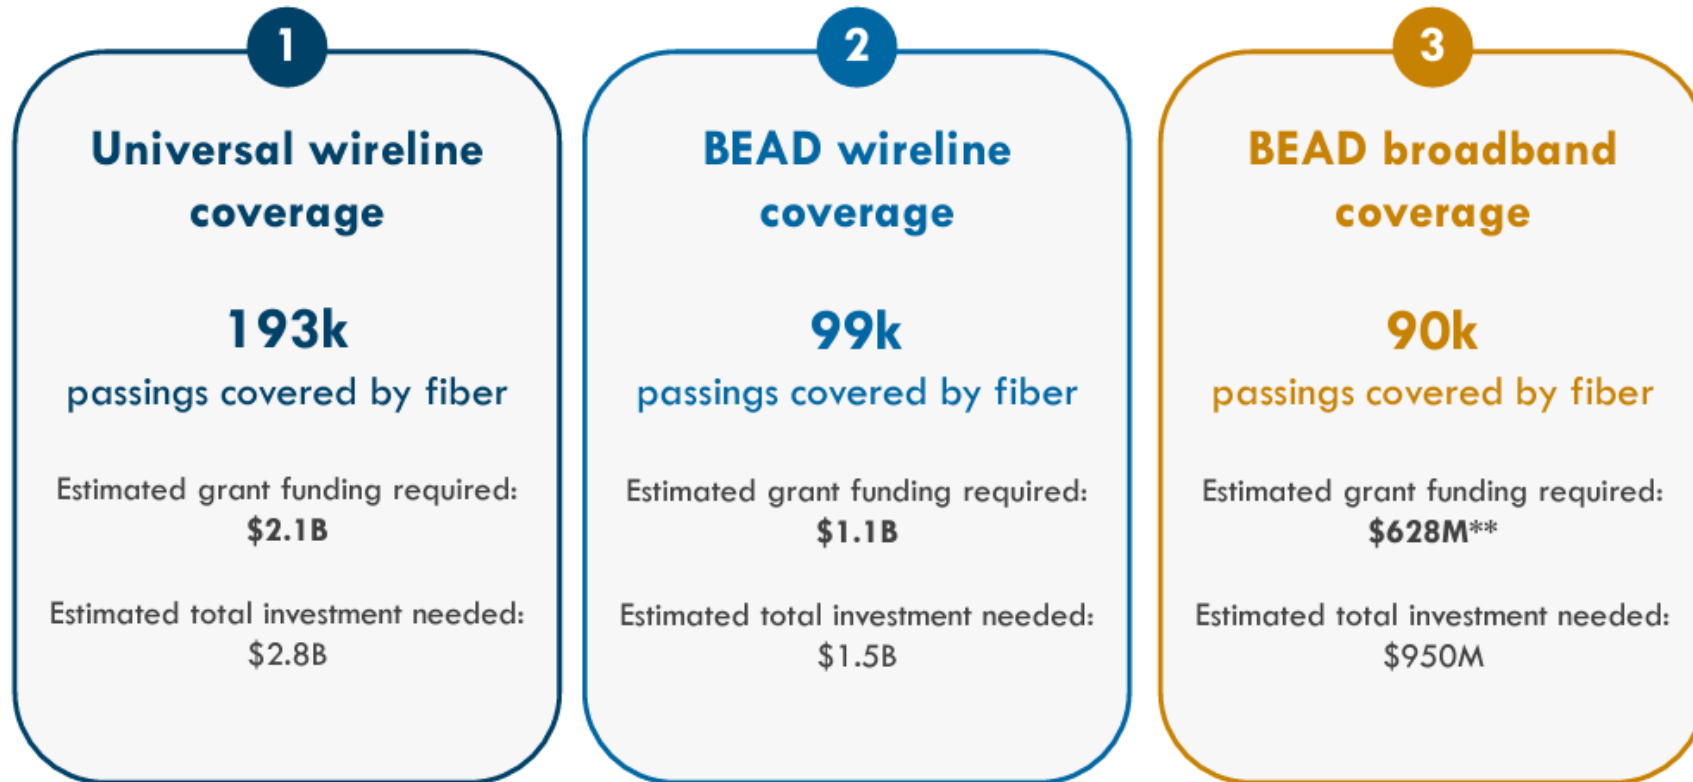 1
Universal wireline
coverage
193k
passings covered by fiber
Estimated grant funding required:
$2.1B
Estimated total investment needed:
$2.8B
2
BEAD wireline
coverage
99k
passings covered by fiber
Estimated grant funding required:
$1.1B
Estimated total investment needed:
$1.5B
3
BEAD broadband
coverage
90k
passings covered by fiber
Estimated grant funding required:
$628M**
Estimated total investment needed:
$950M